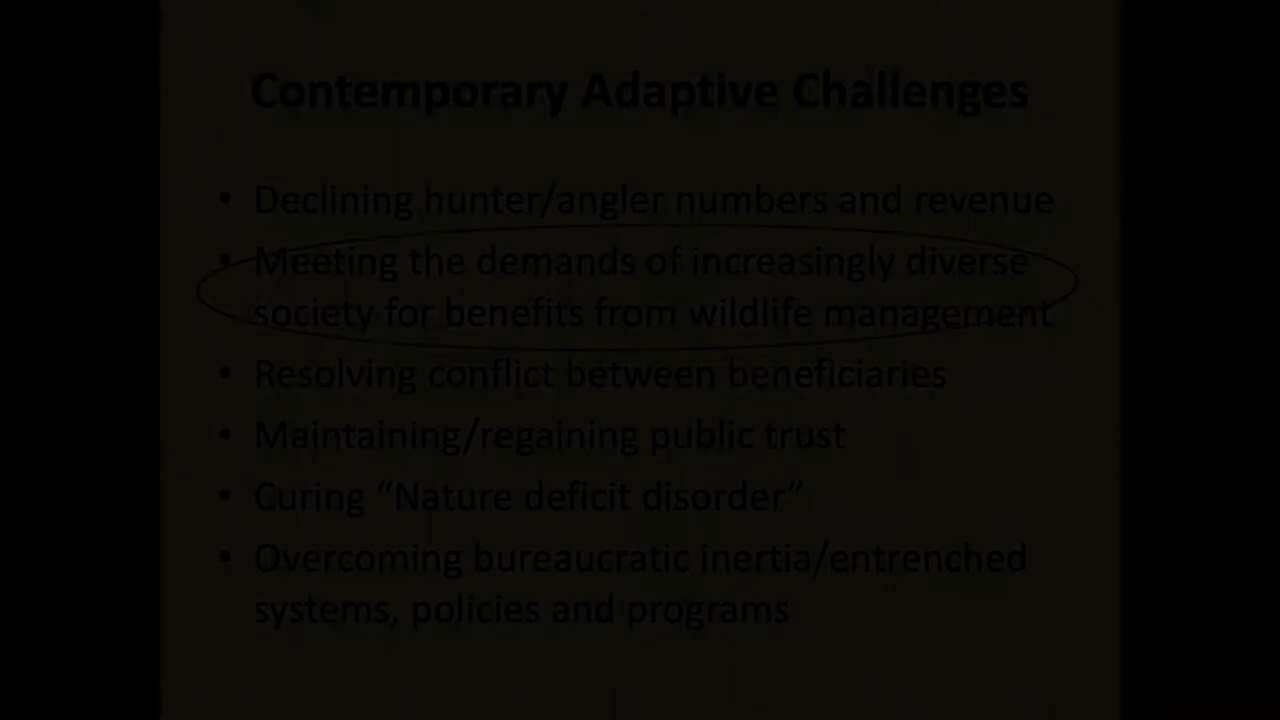 Contemporary Adaptive Challenges
• Declining hunter/angler numbers and revenue
• Meeting the demands of increasingly diverse
society for benefits from wildlife management
• Resolving conflict between beneficiaries
• Maintaining/regaining public trust
• Curing “Nature deficit disorder”
• Overcoming bureaucratic inertia/entrenched
systems, policies and programs